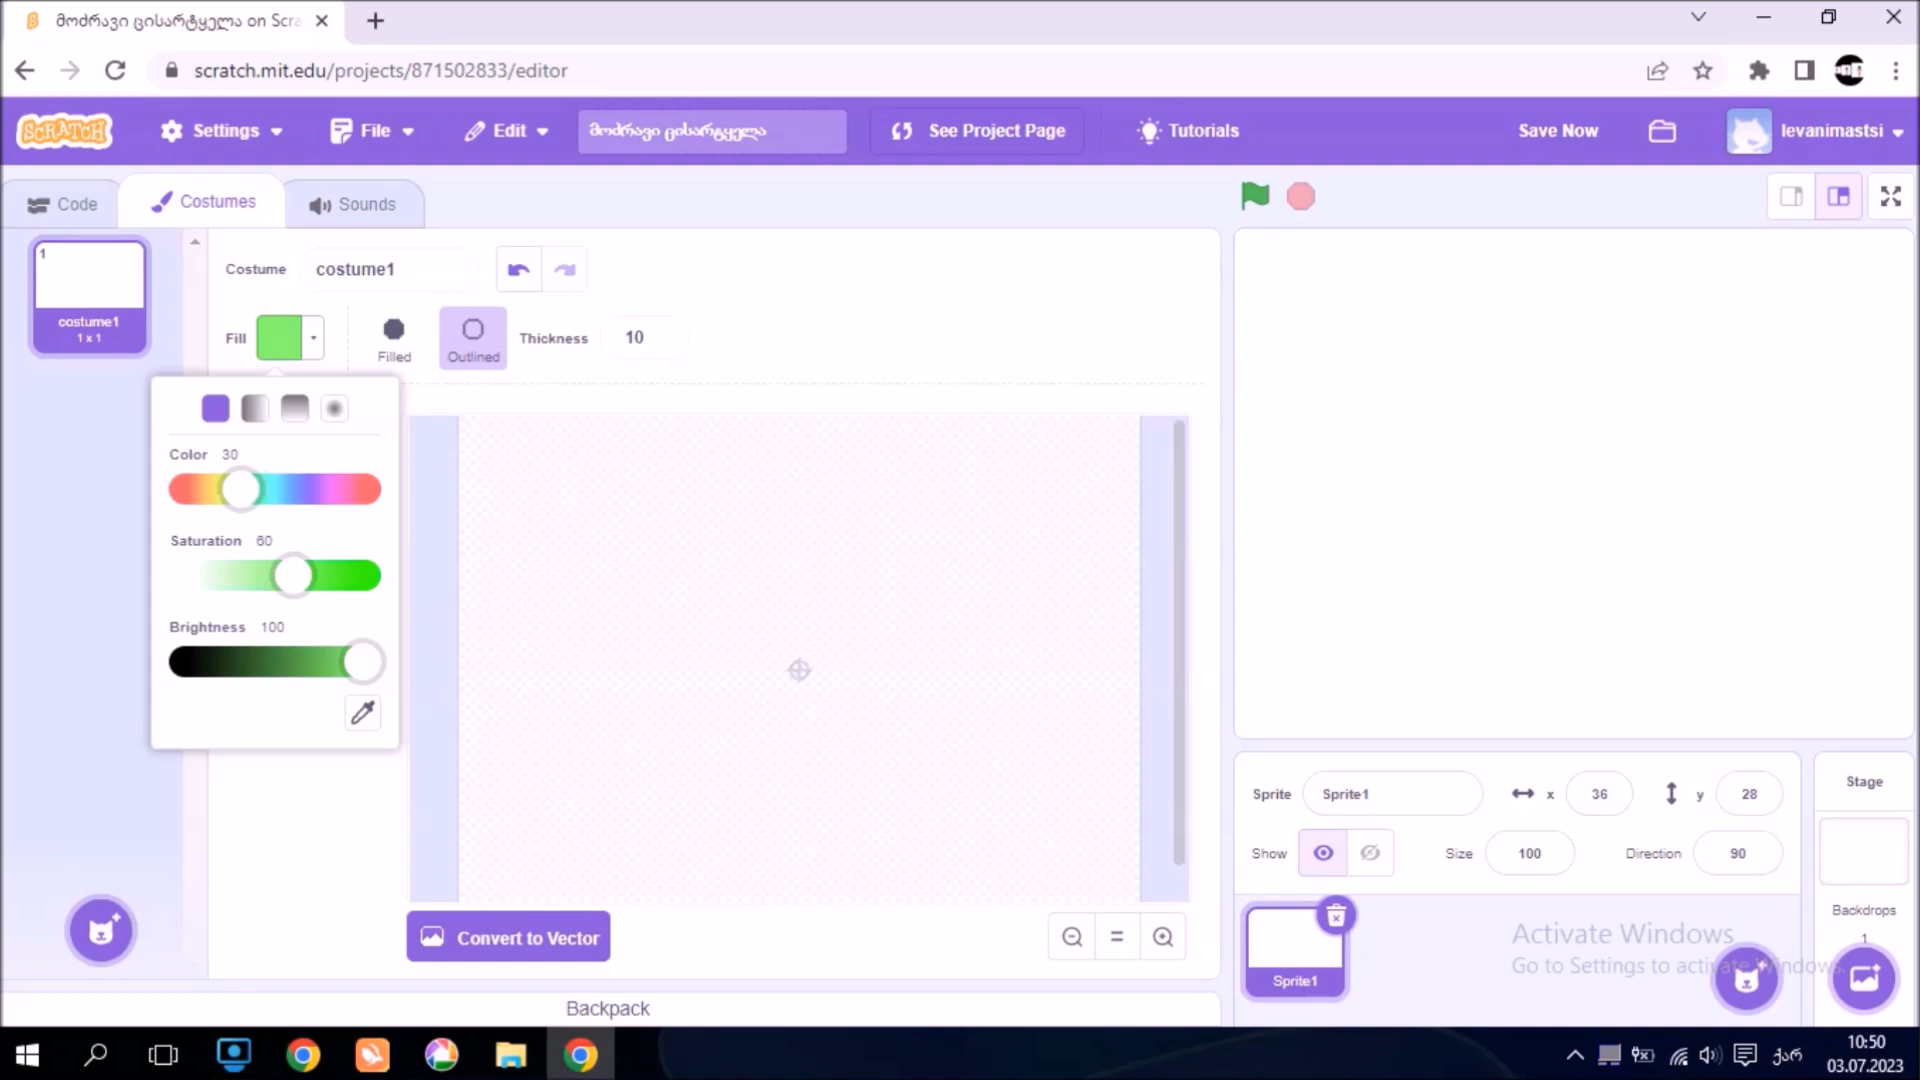 მოძრავი ცისარტყელა on Scra
scratch.mit.edu/projects/871502833/editor
SCRATCH
Settings
File
Edit
მოძრავი ცისარტყელა
See Project Page
Tutorials
Save Now
levanimastsi
Code
Costumes
Sounds
1
costume1
1 x 1
Costume
costume1
Fill
Filled
Outlined
Thickness
10
Color 30
Saturation 60
Brightness 100
Convert to Vector
Backpack
Sprite
Sprite1
x
36
y
28
Show
Size
100
Direction
90
Sprite1
Stage
Backdrops
1
Activate Windows
Go to Settings to activate Windows.
ქარ
10:50
03.07.2023